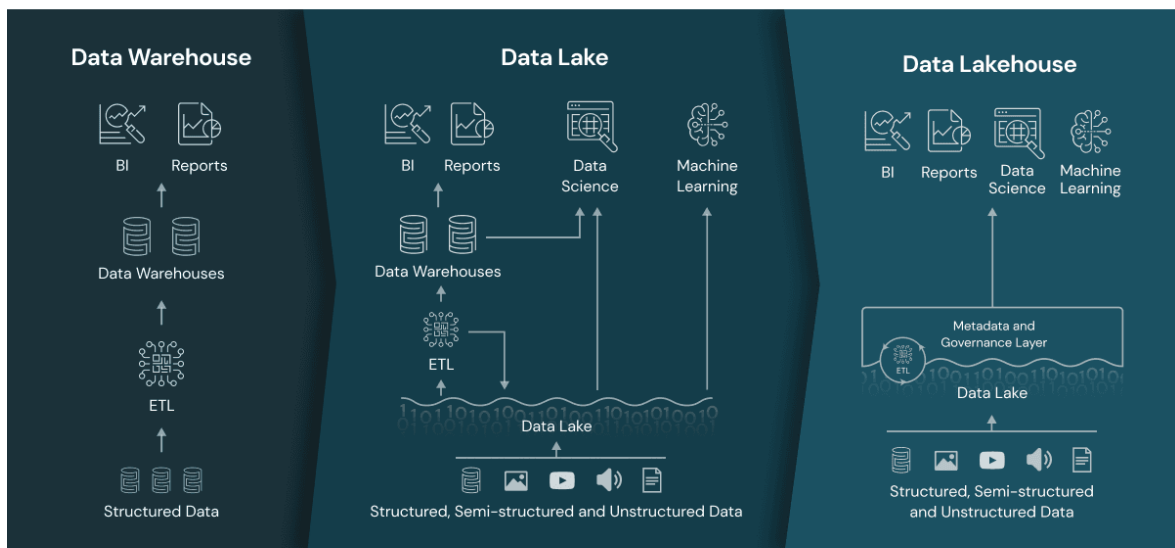 Data Warehouse
BI
Reports
Data Warehouses
ETL
Structured Data
Data Lake
BI
Reports
Data
Science
Machine
Learning
Data Warehouses
ETL
Data Lake
Structured, Semi-structured and Unstructured Data
Data Lakehouse
BI
Reports
Data
Science
Machine
Learning
Metadata and
Governance Layer
ETL
Data Lake
Structured, Semi-structured
and Unstructured Data